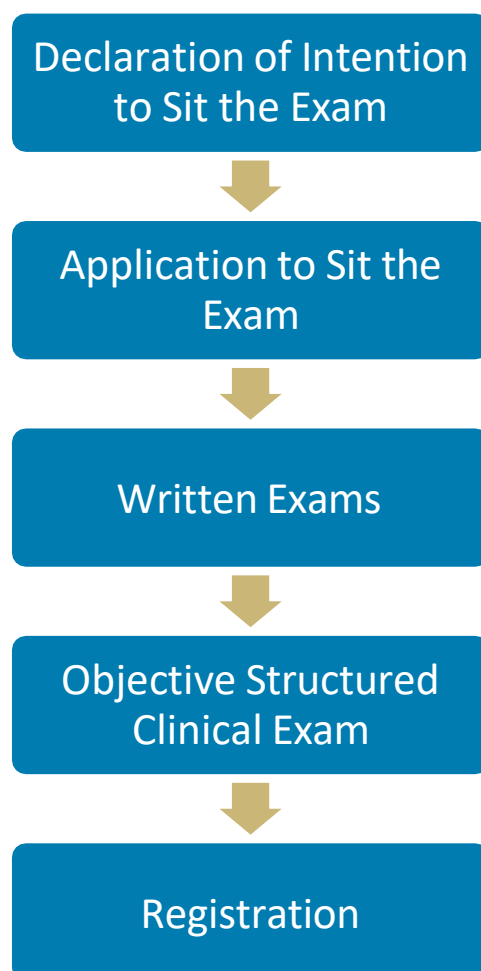 Declaration of Intention
to Sit the Exam
Application to Sit the
Exam
Written Exams
Objective Structured
Clinical Exam
Registration